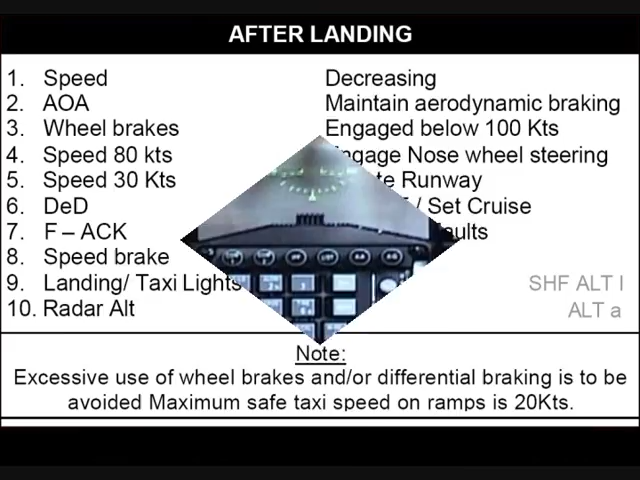 AFTER LANDING
1. Speed Decreasing
2. AOA Maintain aerodynamic braking
3. Wheel brakes Engaged below 100 Kts
4. Speed 80 kts Engage Nose wheel steering
5. Speed 30 Kts Runway
6. DeD / Set Cruise
7. F – ACK
8. Speed brake
9. Landing/ Taxi Lights SHF ALT l
10. Radar Alt ALT a
Note:
Excessive use of wheel brakes and/or differential braking is to be
avoided Maximum safe taxi speed on ramps is 20Kts.